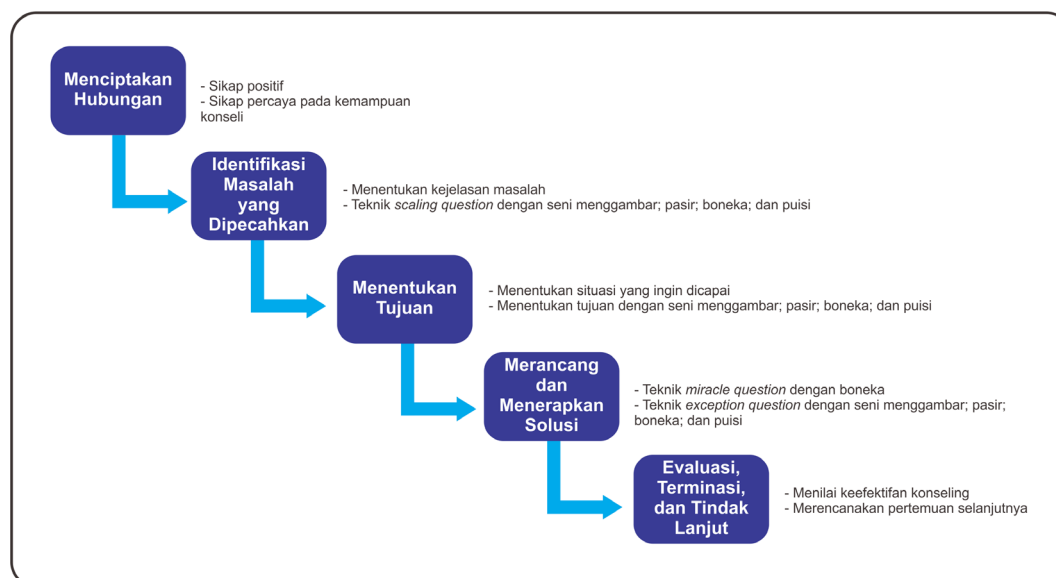 Menciptakan
Hubungan
- Sikap positif
- Sikap percaya pada kemampuan
konseli
Identifikasi
Masalah
yang
Dipecahkan
- Menentukan kejelasan masalah
- Teknik scaling question dengan seni menggambar; pasir; boneka; dan puisi
Menentukan
Tujuan
- Menentukan situasi yang ingin dicapai
- Menentukan tujuan dengan seni menggambar; pasir; boneka; dan puisi
Merancang
dan
Menerapkan
Solusi
- Teknik miracle question dengan boneka
- Teknik exception question dengan seni menggambar; pasir;
boneka; dan puisi
Evaluasi,
Terminasi,
dan Tindak
Lanjut
- Menilai keefektifan konseling
- Merencanakan pertemuan selanjutnya